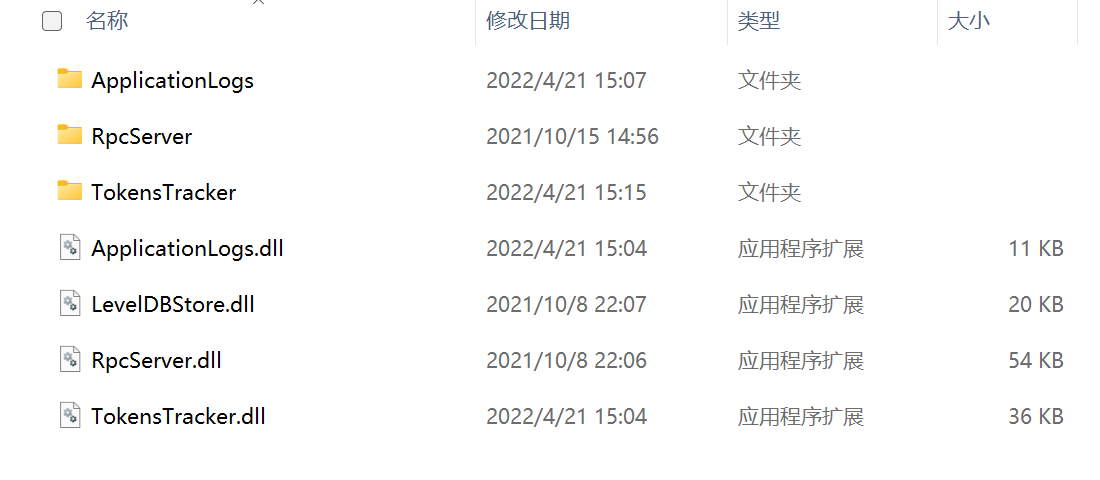 名称 修改日期 类型 大小
ApplicationLogs 2022/4/21 15:07 文件夹
RpcServer 2021/10/15 14:56 文件夹
TokensTracker 2022/4/21 15:15 文件夹
ApplicationLogs.dll 2022/4/21 15:04 应用程序扩展 11 KB
LevelDBStore.dll 2021/10/8 22:07 应用程序扩展 20 KB
RpcServer.dll 2021/10/8 22:06 应用程序扩展 54 KB
TokensTracker.dll 2022/4/21 15:04 应用程序扩展 36 KB